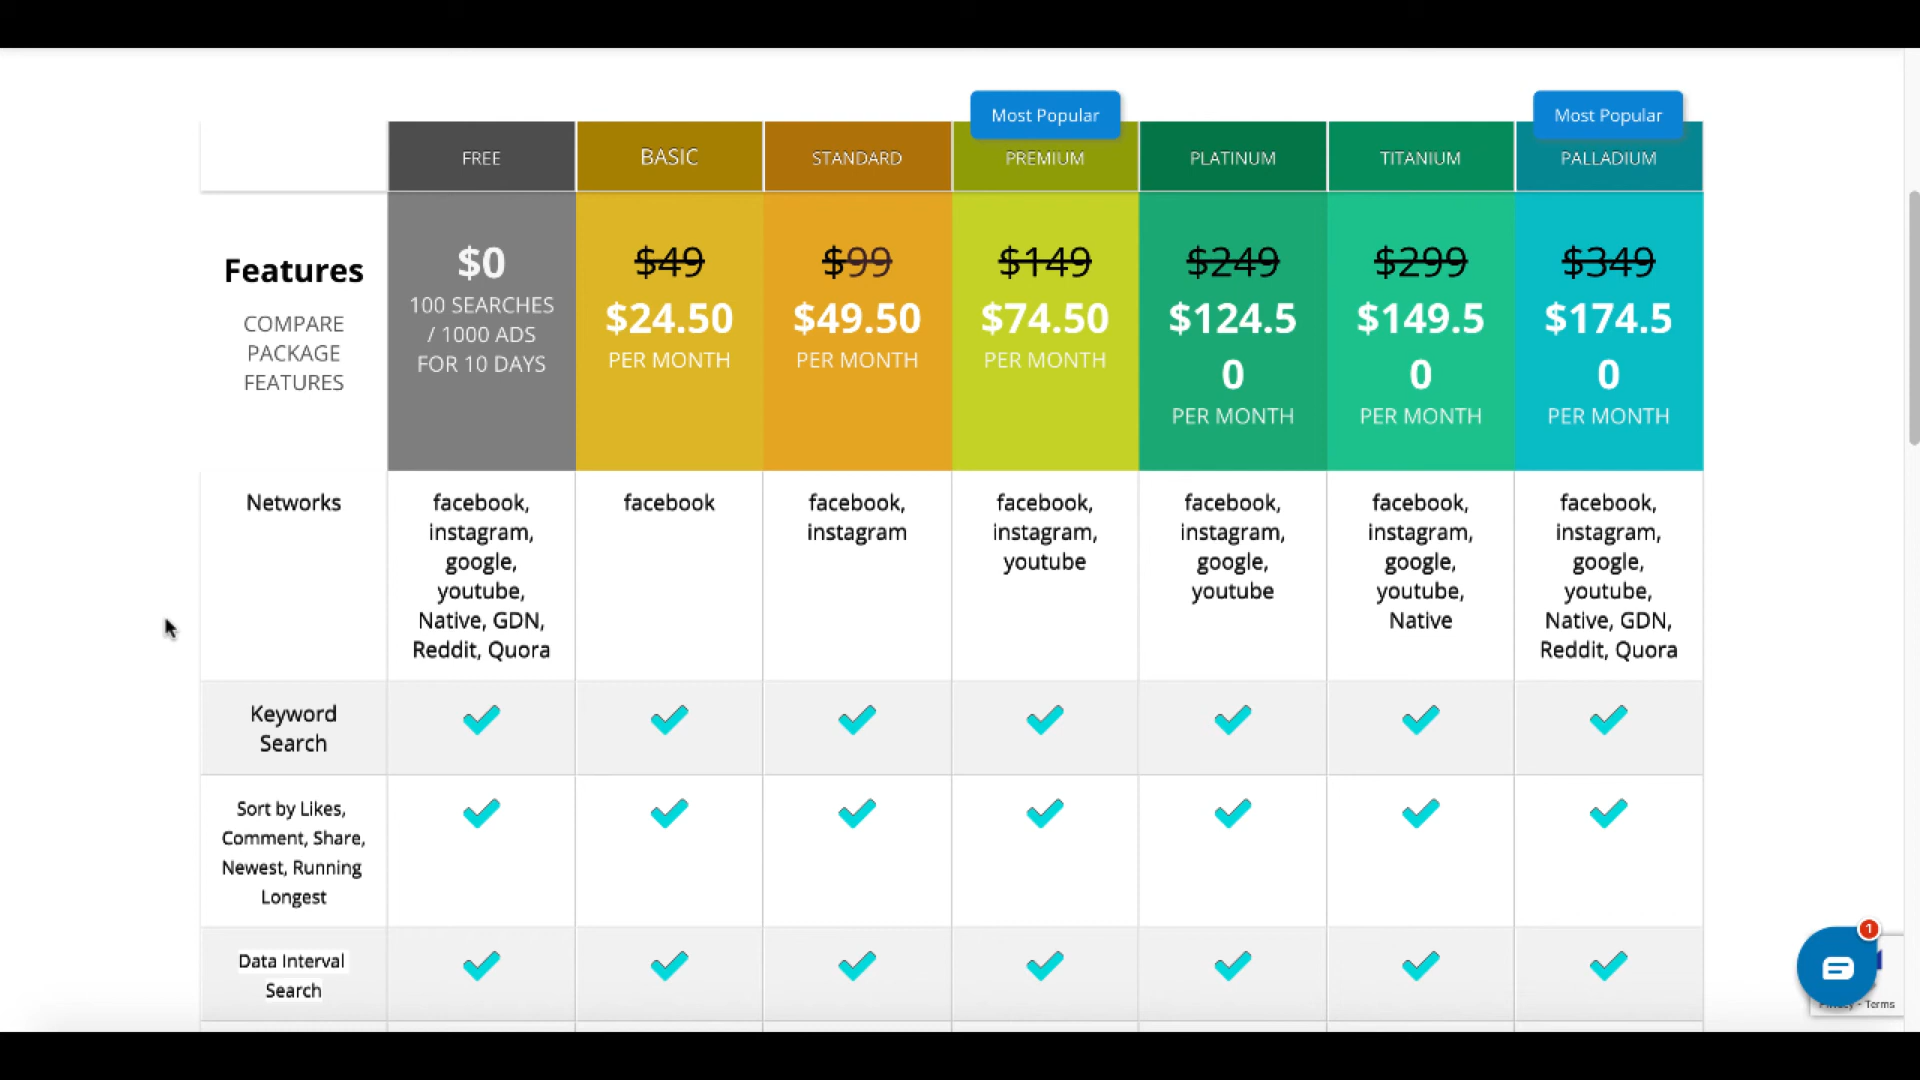 Most Popular
Most Popular
FREE
BASIC
STANDARD
PREMIUM
PLATINUM
TITANIUM
PALLADIUM
Features
COMPARE
PACKAGE
FEATURES
$0
100 SEARCHES
/ 1000 ADS
FOR 10 DAYS
$49
$24.50
PER MONTH
$99
$49.50
PER MONTH
$149
$74.50
PER MONTH
$249
$124.5
0
PER MONTH
$299
$149.5
0
PER MONTH
$349
$174.5
0
PER MONTH
Networks
facebook,
instagram,
google,
youtube,
Native, GDN,
Reddit, Quora
facebook
facebook,
instagram
facebook,
instagram,
youtube
facebook,
instagram,
google,
youtube
facebook,
instagram,
google,
youtube,
Native
facebook,
instagram,
google,
youtube,
Native, GDN,
Reddit, Quora
Keyword
Search
Sort by Likes,
Comment, Share,
Newest, Running
Longest
Data Interval
Search
1
- Terms